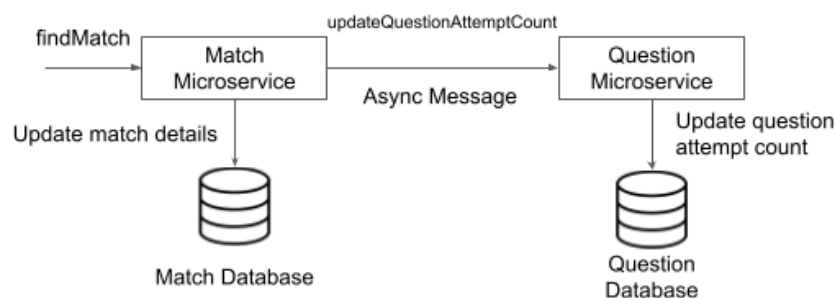 findMatch
Match
Microservice
updateQuestionAttemptCount
Async Message
Question
Microservice
Update match details
Update question
attempt count
Match Database
Question
Database